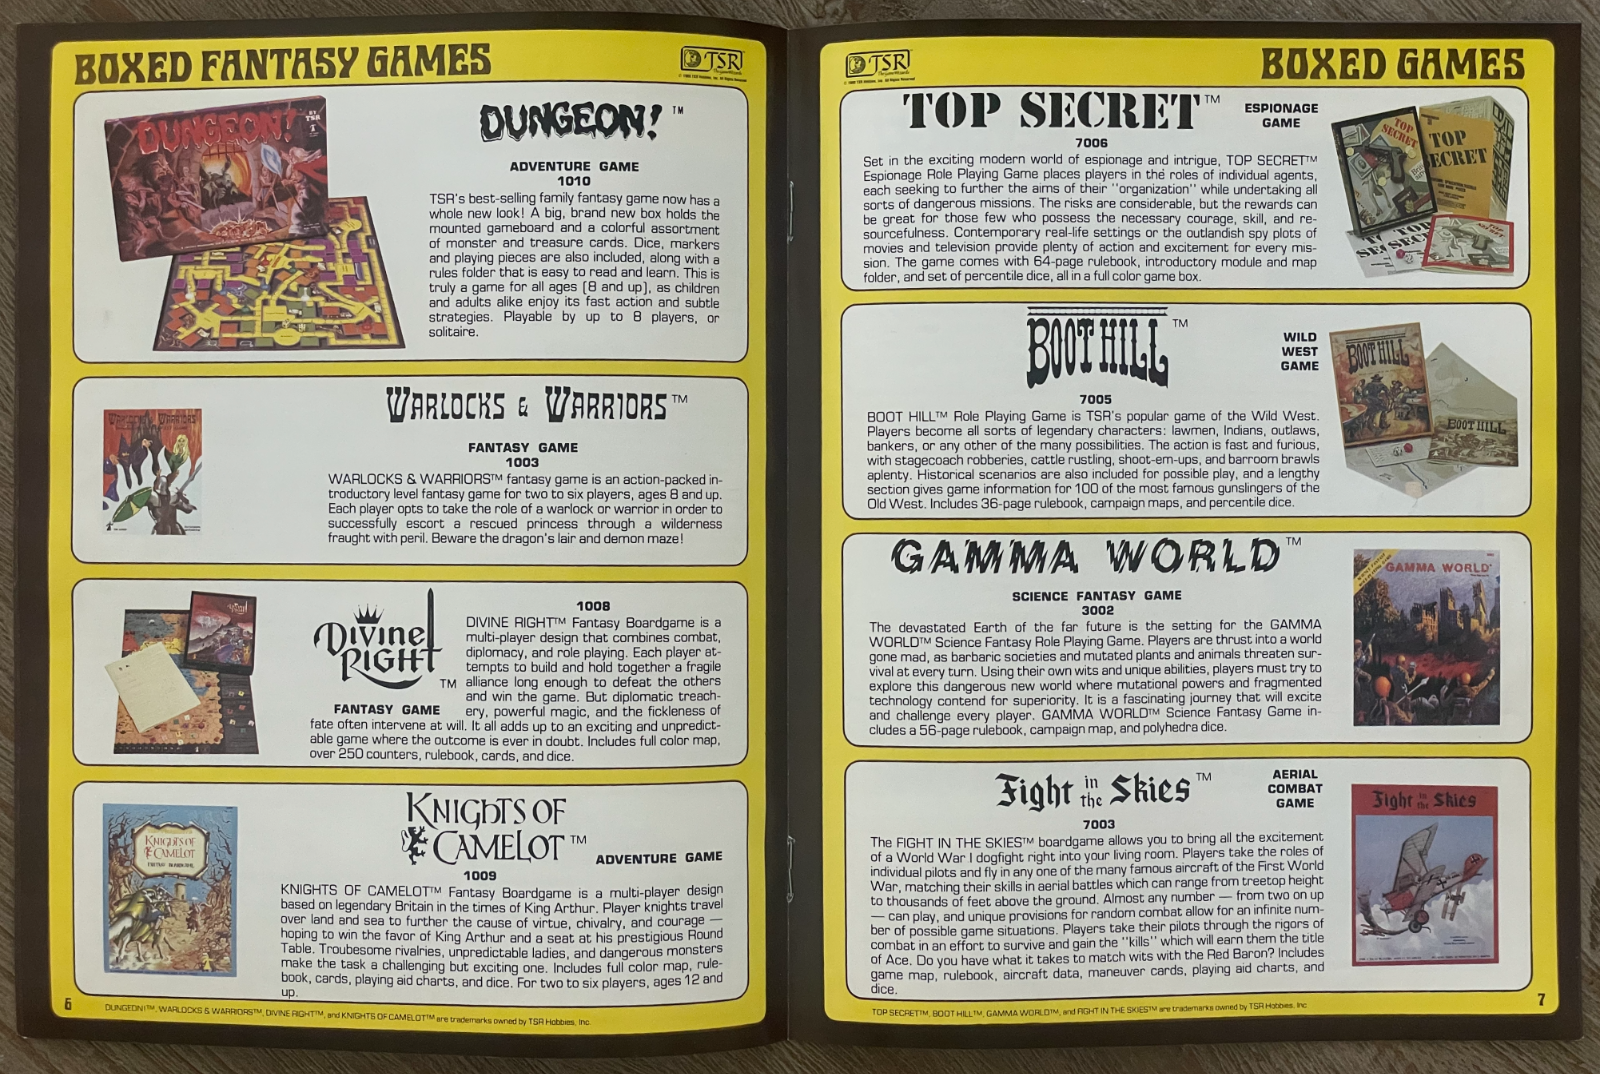 BOXED FANTASY GAMES
TSR
DUNGEON!
BY
TSR
DUNGEON!™
ADVENTURE GAME
1010
TSR's best-selling family fantasy game now has a
whole new look! A big, brand new box holds the
mounted gameboard and a colorful assortment
of monster and treasure cards. Dice, markers
and playing pieces are also included, along with a
rules folder that is easy to read and learn. This is
truly a game for all ages (8 and up), as children
and adults alike enjoy its fast action and subtle
strategies. Playable by up to 8 players, or
solitaire.
WARLOCKS & WARRIORS
WARLOCKS & WARRIORS™
FANTASY GAME
1003
WARLOCKS & WARRIORS™ fantasy game is an action-packed in-
troductory level fantasy game for two to six players, ages 8 and up.
Each player opts to take the role of a warlock or warrior in order to
successfully escort a rescued princess through a wilderness
fraught with peril. Beware the dragon's lair and demon maze!
DIVINE
RIGHT™
FANTASY GAME
1008
DIVINE RIGHT™ Fantasy Boardgame is a
multi-player design that combines combat,
diplomacy, and role playing. Each player at-
tempts to build and hold together a fragile
alliance long enough to defeat the others
and win the game. But diplomatic treach-
ery, powerful magic, and the fickleness of
fate often intervene at will. It all adds up to an exciting and unpredict-
able game where the outcome is ever in doubt. Includes full color map,
over 250 counters, rulebook, cards, and dice.
KNIGHTS OF
CAMELOT
KNIGHTS OF
CAMELOT™
ADVENTURE GAME
1009
KNIGHTS OF CAMELOT™ Fantasy Boardgame is a multi-player design
based on legendary Britain in the times of King Arthur. Player knights travel
over land and sea to further the cause of virtue, chivalry, and courage —
hoping to win the favor of King Arthur and a seat at his prestigious Round
Table. Troubesome rivalries, unpredictable ladies, and dangerous monsters
make the task a challenging but exciting one. Includes full color map, rule-
book, cards, playing aid charts, and dice. For two to six players, ages 12 and
up.
6
DUNGEON!™, WARLOCKS & WARRIORS™, DIVINE RIGHT™, and KNIGHTS OF CAMELOT™ are trademarks owned by TSR Hobbies, Inc.
TSR
BOXED GAMES
TOP SECRET™
ESPIONAGE
GAME
7006
Set in the exciting modern world of espionage and intrigue, TOP SECRET™
Espionage Role Playing Game places players in the roles of individual agents,
each seeking to further the aims of their "organization" while undertaking all
sorts of dangerous missions. The risks are considerable, but the rewards can
be great for those few who possess the necessary courage, skill, and re-
sourcefulness. Contemporary real-life settings or the outlandish spy plots of
movies and television provide plenty of action and excitement for every mis-
sion. The game comes with 64-page rulebook, introductory module and map
folder, and set of percentile dice, all in a full color game box.
TOP
SECRET
TOP
SECRET
TOP
SECRET
BOOT HILL™
WILD
WEST
GAME
7005
BOOT HILL™ Role Playing Game is TSR's popular game of the Wild West.
Players become all sorts of legendary characters: lawmen, Indians, outlaws,
bankers, or any other of the many possibilities. The action is fast and furious,
with stagecoach robberies, cattle rustling, shoot-em-ups, and barroom brawls
aplenty. Historical scenarios are also included for possible play, and a lengthy
section gives game information for 100 of the most famous gunslingers of the
Old West. Includes 36-page rulebook, campaign maps, and percentile dice.
BOOT HILL
BOOT HILL
GAMMA WORLD™
SCIENCE FANTASY GAME
3002
The devastated Earth of the far future is the setting for the GAMMA
WORLD™ Science Fantasy Role Playing Game. Players are thrust into a world
gone mad, as barbaric societies and mutated plants and animals threaten sur-
vival at every turn. Using their own wits and unique abilities, players must try to
explore this dangerous new world where mutational powers and fragmented
technology contend for superiority. It is a fascinating journey that will excite
and challenge every player. GAMMA WORLD™ Science Fantasy Game in-
cludes a 56-page rulebook, campaign map, and polyhedra dice.
GAMMA WORLD
Fight in the Skies™
AERIAL
COMBAT
GAME
7003
The FIGHT IN THE SKIES™ boardgame allows you to bring all the excitement
of a World War I dogfight right into your living room. Players take the roles of
individual pilots and fly in any one of the many famous aircraft of the First World
War, matching their skills in aerial battles which can range from treetop height
to thousands of feet above the ground. Almost any number — from two on up
— can play, and unique provisions for random combat allow for an infinite num-
ber of possible game situations. Players take their pilots through the rigors of
combat in an effort to survive and gain the "kills" which will earn them the title
of Ace. Do you have what it takes to match wits with the Red Baron? Includes
game map, rulebook, aircraft data, maneuver cards, playing aid charts, and
dice.
Fight in the Skies
TOP SECRET™, BOOT HILL™, GAMMA WORLD™, and FIGHT IN THE SKIES™ are trademarks owned by TSR Hobbies, Inc.
7